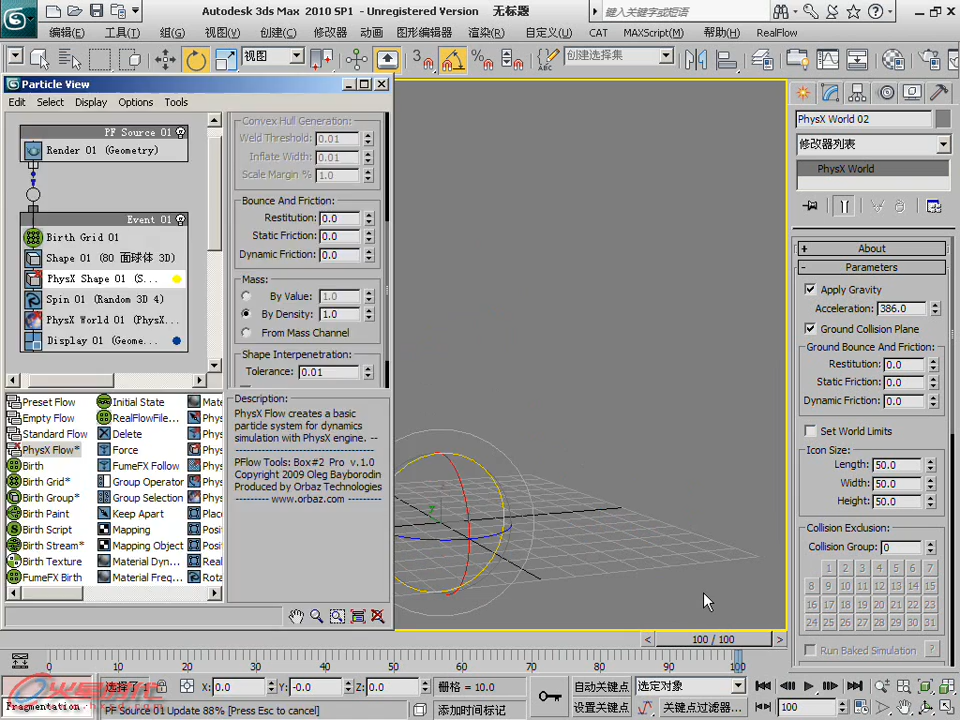 Autodesk 3ds Max 2010 SP1 - Unregistered Version 无标题
键入关键字或短语
编辑(E) 工具(T) 组(G) 视图(V) 创建(C) 修改器 动画 图形编辑器 渲染(R) 自定义(U) CAT MAXScript(M) 帮助(H) RealFlow
视图 3 创建选择集
Particle View
Edit Select Display Options Tools
PF Source 01
Render 01 (Geometry)
Event 01
Birth Grid 01
Shape 01 (80 面球体 3D)
PhysX Shape 01 (S...
Spin 01 (Random 3D 4)
PhysX World 01 (PhysX...
Display 01 (Geome...
Convex Hull Generation:
Weld Threshold: 0.01
Inflate Width: 0.01
Scale Margin % 1.0
Bounce And Friction:
Restitution: 0.0
Static Friction: 0.0
Dynamic Friction: 0.0
Mass:
By Value: 1.0
By Density: 1.0
From Mass Channel
Shape Interpenetration:
Tolerance: 0.01
Preset Flow Initial State Mate
Empty Flow RealFlowFile... Phys
Standard Flow Delete Phys
PhysX Flow* Force Phys
Birth FumeFX Follow Phys
Birth Grid* Group Operator Phys
Birth Group* Group Selection Phys
Birth Paint Keep Apart Phys
Birth Script Mapping Phys
Birth Stream* Mapping Object Posit
Birth Texture Material Dyn... Posit
FumeFX Birth Material Freq... Rota
Description:
PhysX Flow creates a basic
particle system for dynamics
simulation with PhysX engine. --
PFlow Tools: Box#2 Pro v.1.0
Copyright 2009 Oleg Bayborodin
Produced by Orbaz Technologies
---------- www.orbaz.com --------
PhysX World 02
修改器列表
PhysX World
+ About
- Parameters
Apply Gravity
Acceleration: 386.0
Ground Collision Plane
Ground Bounce And Friction:
Restitution: 0.0
Static Friction: 0.0
Dynamic Friction: 0.0
Set World Limits
Icon Size:
Length: 50.0
Width: 50.0
Height: 50.0
Collision Exclusion:
Collision Group: 0
1 2 3 4 5 6 7
8 9 10 11 12 13 14 15
16 17 18 19 20 21 22 23
24 25 26 27 28 29 30 31
Run Baked Simulation ?
< 100 / 100 >
0 10 20 30 40 50 60 70 80 90 100
选择了 1 X: 0.0 Y: -0.0 Z: 0.0 栅格 = 10.0 自动关键点 选定对象
Fragmentation PF Source 01 Update 88% [Press Esc to cancel] 添加时间标记 设置关键点 关键点过滤器... 100